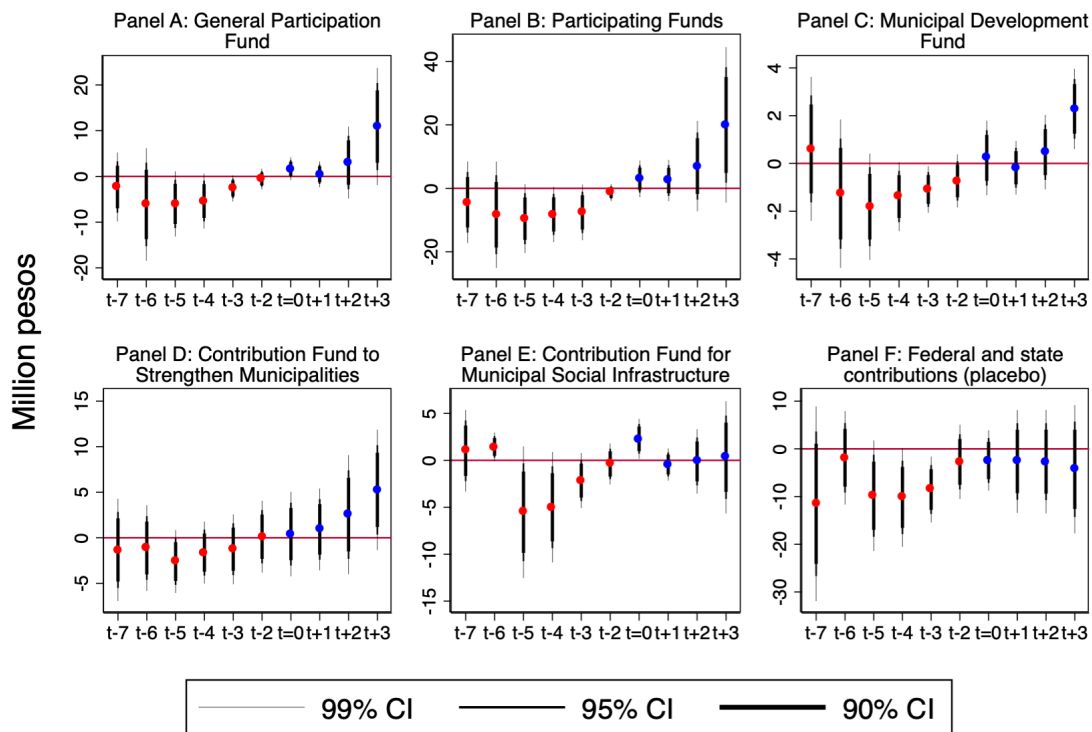 Panel A: General Participation
Fund
Panel B: Participating Funds
Panel C: Municipal Development
Fund
20
10
0
-10
-20
t-7 t-6 t-5 t-4 t-3 t-2 t=0 t+1 t+2 t+3
40
20
0
-20
t-7 t-6 t-5 t-4 t-3 t-2 t=0 t+1 t+2 t+3
4
2
0
-2
-4
t-7 t-6 t-5 t-4 t-3 t-2 t=0 t+1 t+2 t+3
Million pesos
Panel D: Contribution Fund to
Strengthen Municipalities
Panel E: Contribution Fund for
Municipal Social Infrastructure
Panel F: Federal and state
contributions (placebo)
15
10
5
0
-5
t-7 t-6 t-5 t-4 t-3 t-2 t=0 t+1 t+2 t+3
5
0
-5
-10
-15
t-7 t-6 t-5 t-4 t-3 t-2 t=0 t+1 t+2 t+3
10
0
-10
-20
-30
t-7 t-6 t-5 t-4 t-3 t-2 t=0 t+1 t+2 t+3
99% CI 95% CI 90% CI